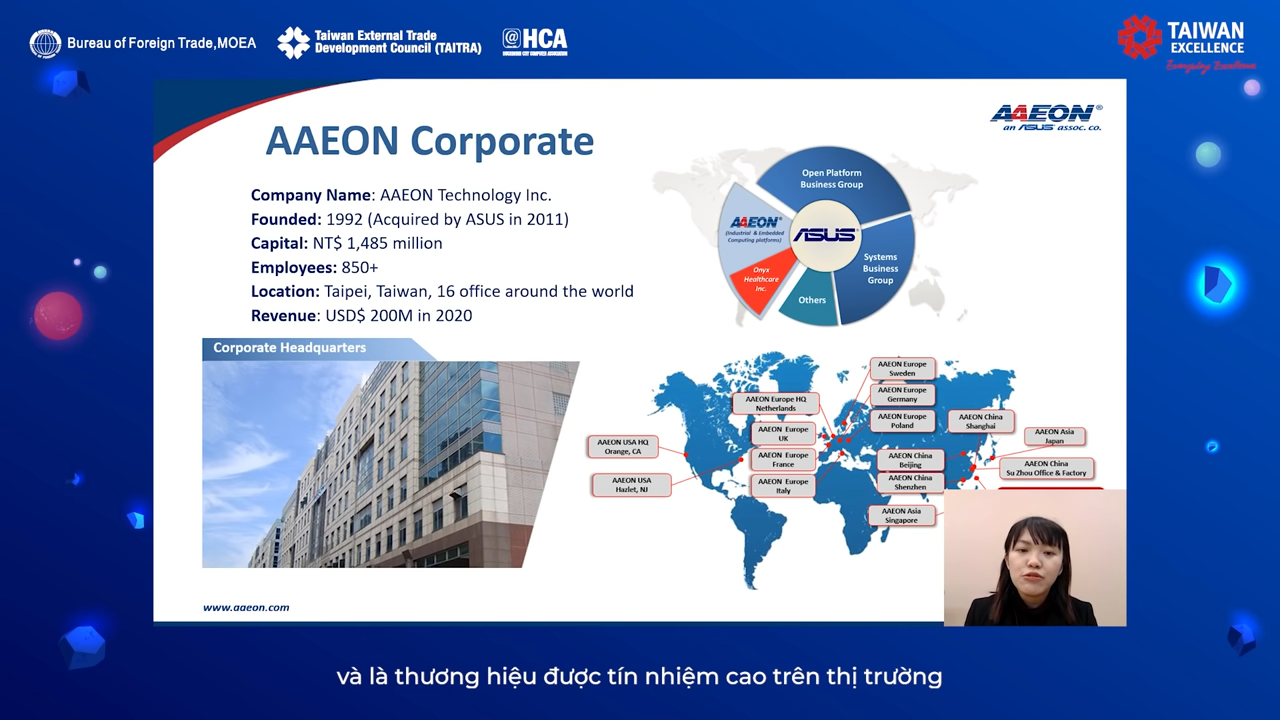 Bureau of Foreign Trade,MOEA
Taiwan External Trade
Development Council (TAITRA)
@HCA
TAIWAN
EXCELLENCE
Everyday Excellence
AAEON Corporate
AAEON®
an ASUS assoc. co.
Company Name: AAEON Technology Inc.
Founded: 1992 (Acquired by ASUS in 2011)
Capital: NT$ 1,485 million
Employees: 850+
Location: Taipei, Taiwan, 16 office around the world
Revenue: USD$ 200M in 2020
Open Platform
Business Group
AAEON®
(Industrial & Embedded
Computing platforms)
ASUS
Systems
Business
Group
Onyx
Healthcare
Inc.
Others
Corporate Headquarters
AAEON Europe
Sweden
AAEON Europe
Germany
AAEON Europe HQ
Netherlands
AAEON Europe
Poland
AAEON China
Shanghai
AAEON Europe
UK
AAEON Asia
Japan
AAEON USA HQ
Orange, CA
AAEON Europe
France
AAEON China
Beijing
AAEON China
Su Zhou Office & Factory
AAEON USA
Hazlet, NJ
AAEON Europe
Italy
AAEON China
Shenzhen
AAEON Asia
Singapore
www.aaeon.com
và là thương hiệu được tín nhiệm cao trên thị trường